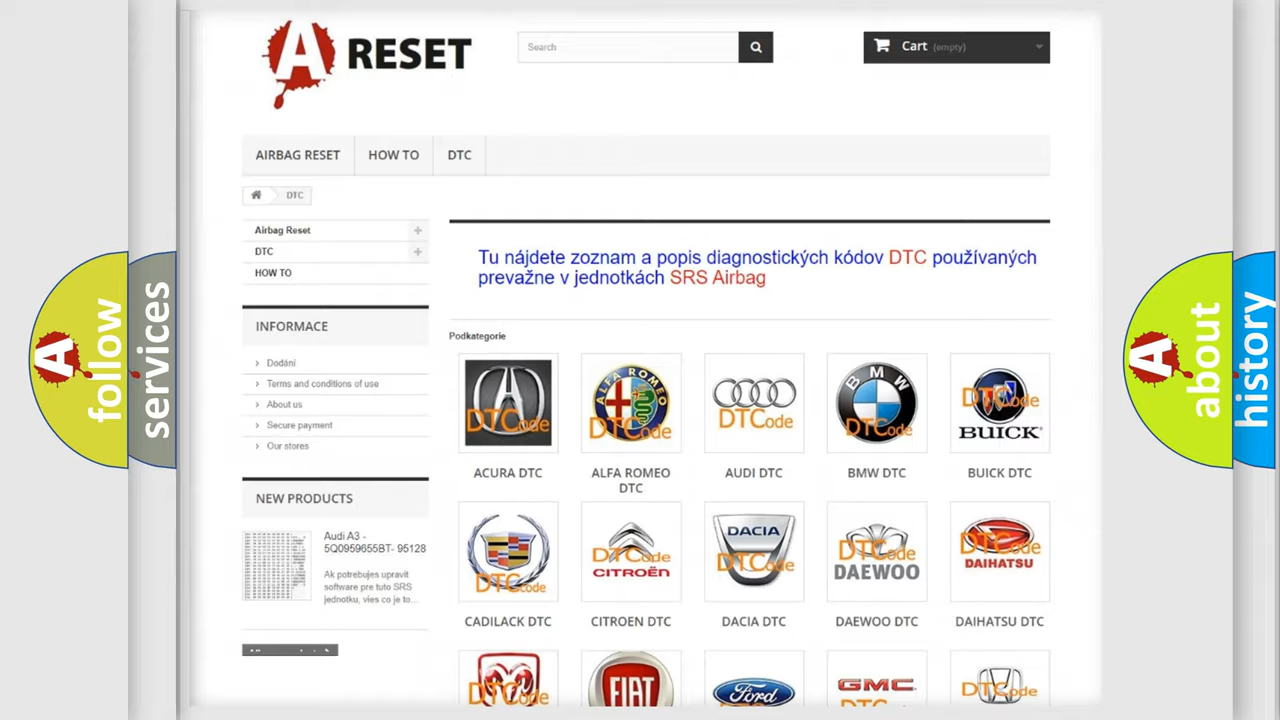 A RESET
Search
Cart (empty)
AIRBAG RESET
HOW TO
DTC
DTC
Airbag Reset
DTC
HOW TO
INFORMACE
Dodání
Terms and conditions of use
About us
Secure payment
Our stores
NEW PRODUCTS
Audi A3 -
5Q0959655BT- 95128
Ak potrebujes upravit
software pre tuto SRS
jednotku, vies co je to...
Tu nájdete zoznam a popis diagnostických kódov DTC používaných
prevažne v jednotkách SRS Airbag
Podkategorie
DTCode
ALFA ROMEO
DTCode
DTCode
BMW
DTCode
DTCode
BUICK
ACURA DTC
ALFA ROMEO
DTC
AUDI DTC
BMW DTC
BUICK DTC
DTCode
DTCode
CITROËN
DACIA
DTCode
DTCode
DAEWOO
DTCode
DAIHATSU
CADILACK DTC
CITROEN DTC
DACIA DTC
DAEWOO DTC
DAIHATSU DTC
DTCode
FIAT
Ford
GMC
DTCode
A follow
services
A about
history